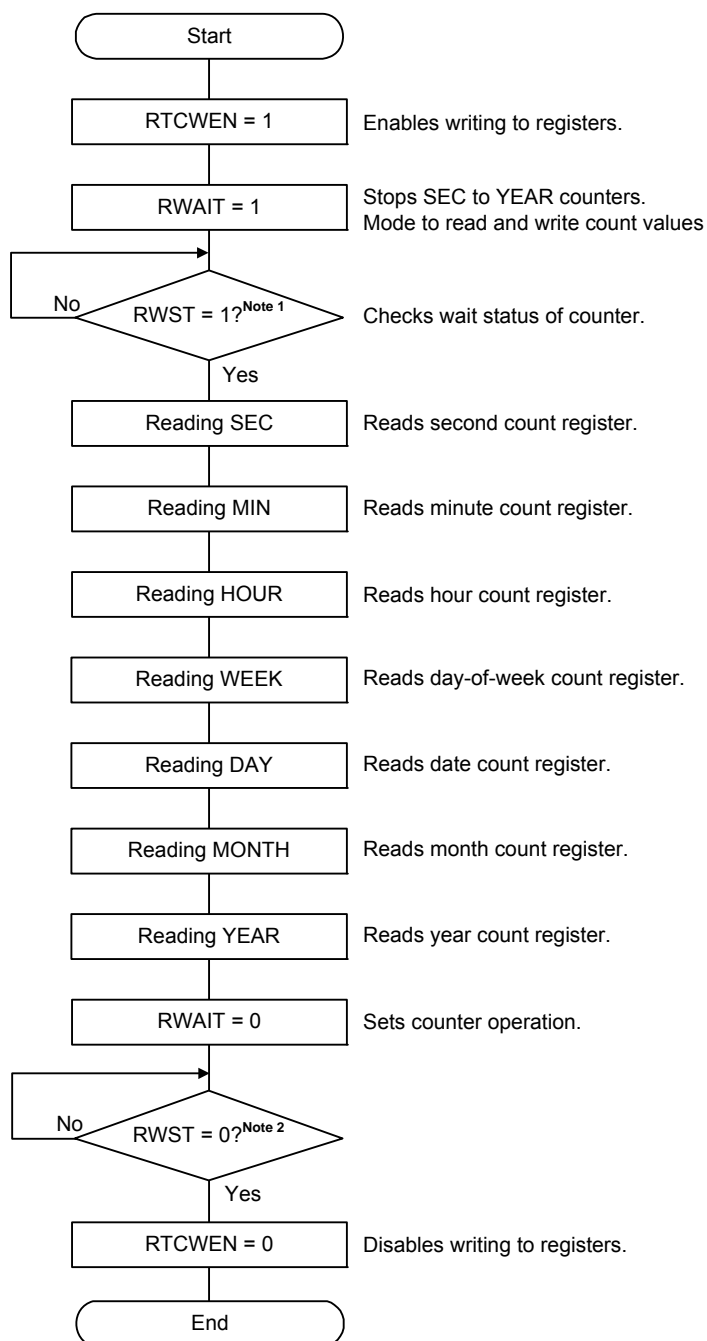 Start
RTCWEN = 1
Enables writing to registers.
RWAIT = 1
Stops SEC to YEAR counters.
Mode to read and write count values
No
RWST = 1?Note 1
Checks wait status of counter.
Yes
Reading SEC
Reads second count register.
Reading MIN
Reads minute count register.
Reading HOUR
Reads hour count register.
Reading WEEK
Reads day-of-week count register.
Reading DAY
Reads date count register.
Reading MONTH
Reads month count register.
Reading YEAR
Reads year count register.
RWAIT = 0
Sets counter operation.
No
RWST = 0?Note 2
Yes
RTCWEN = 0
Disables writing to registers.
End